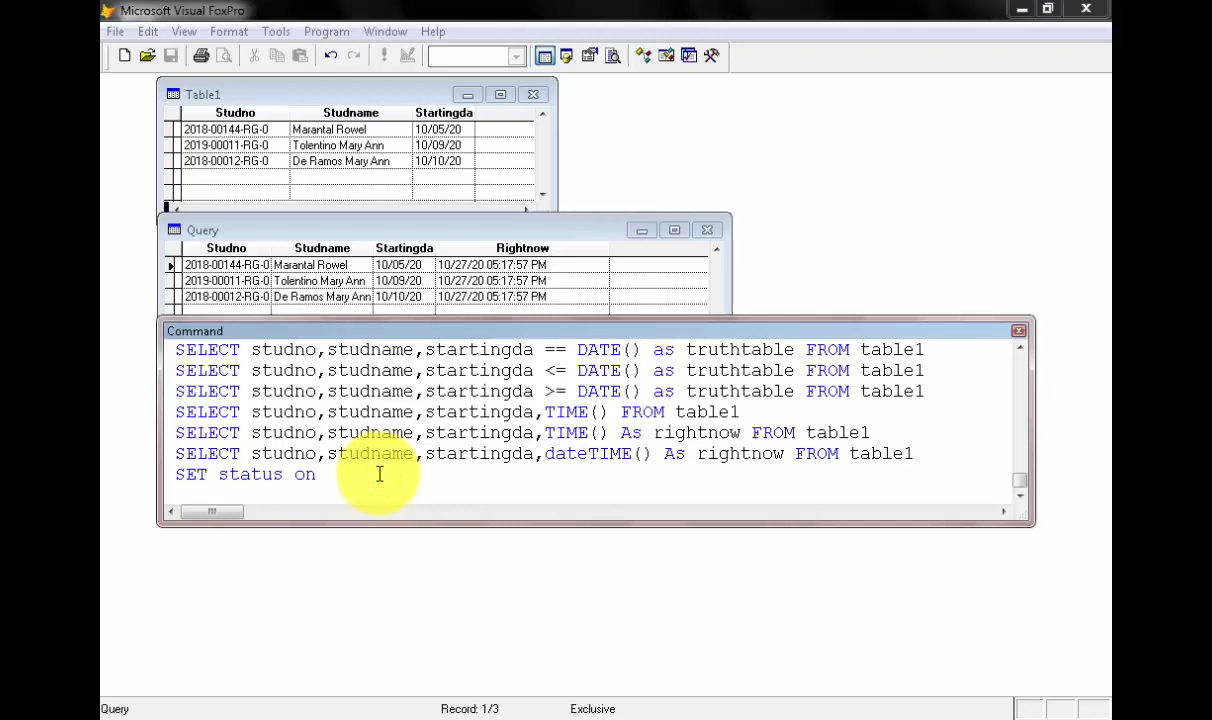 Microsoft Visual FoxPro
File Edit View Format Tools Program Window Help
Table1
Studno Studname Startingda
2018-00144-RG-0 Marantal Rowel 10/05/20
2019-00011-RG-0 Tolentino Mary Ann 10/09/20
2018-00012-RG-0 De Ramos Mary Ann 10/10/20
Query
Studno Studname Startingda Rightnow
2018-00144-RG-0 Marantal Rowel 10/05/20 10/27/20 05:17:57 PM
2019-00011-RG-0 Tolentino Mary Ann 10/09/20 10/27/20 05:17:57 PM
2018-00012-RG-0 De Ramos Mary Ann 10/10/20 10/27/20 05:17:57 PM
Command
SELECT studno,studname,startingda == DATE() as truthtable FROM table1
SELECT studno,studname,startingda <= DATE() as truthtable FROM table1
SELECT studno,studname,startingda >= DATE() as truthtable FROM table1
SELECT studno,studname,startingda,TIME() FROM table1
SELECT studno,studname,startingda,TIME() As rightnow FROM table1
SELECT studno,studname,startingda,dateTIME() As rightnow FROM table1
SET status on
Query Record: 1/3 Exclusive